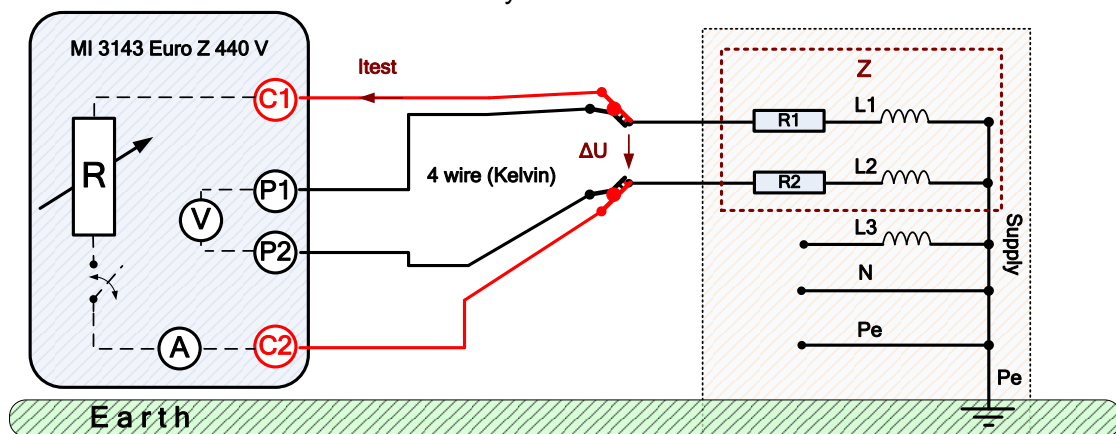 MI 3143 Euro Z 440 V
C1
Itest
Z
R1
L1
R
ΔU
4 wire (Kelvin)
P1
V
P2
R2
L2
L3
Supply
N
A
C2
Pe
Pe
Earth